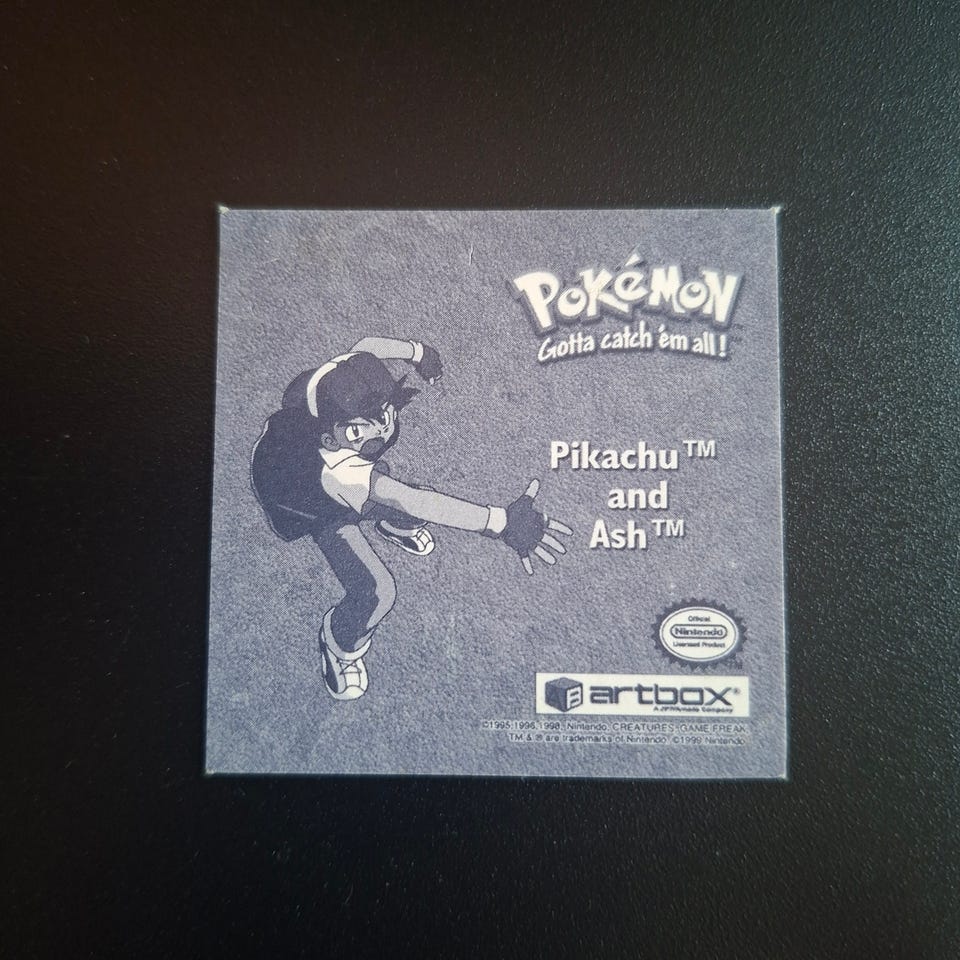 POKéMON
Gotta catch 'em all!
Pikachu™
and
Ash™
Official
Nintendo
Licensed Product
artbox®
©1995,1996,1998, Nintendo, CREATURES, GAME FREAK
TM & ® are trademarks of Nintendo. ©1999 Nintendo